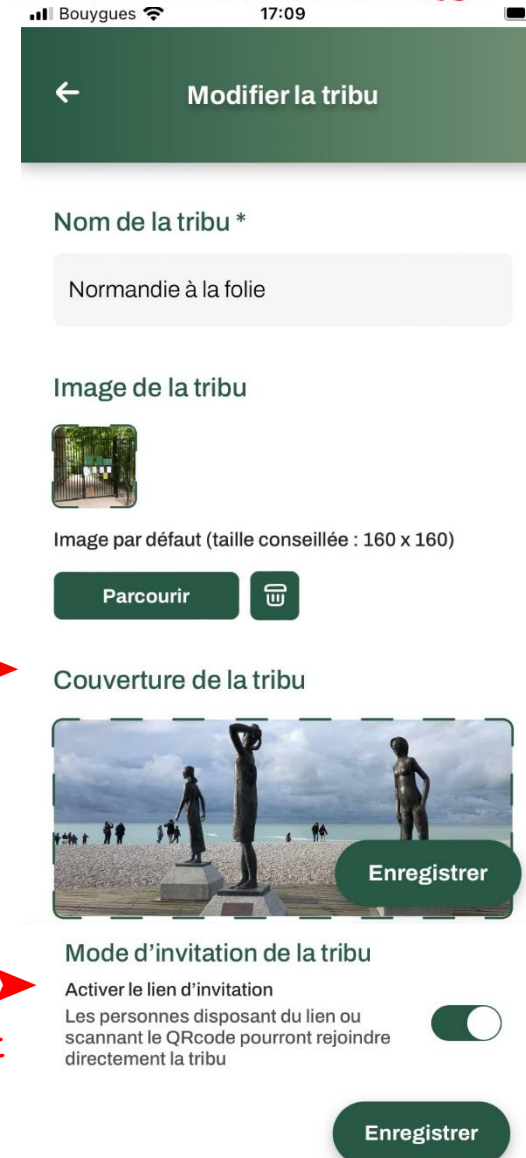 Bouygues 17:09
Modifier la tribu
Nom de la tribu *
Normandie à la folie
Image de la tribu
Image par défaut (taille conseillée : 160 x 160)
Parcourir
Couverture de la tribu
Enregistrer
Mode d’invitation de la tribu
Activer le lien d’invitation
Les personnes disposant du lien ou
scannant le QRcode pourront rejoindre
directement la tribu
Enregistrer